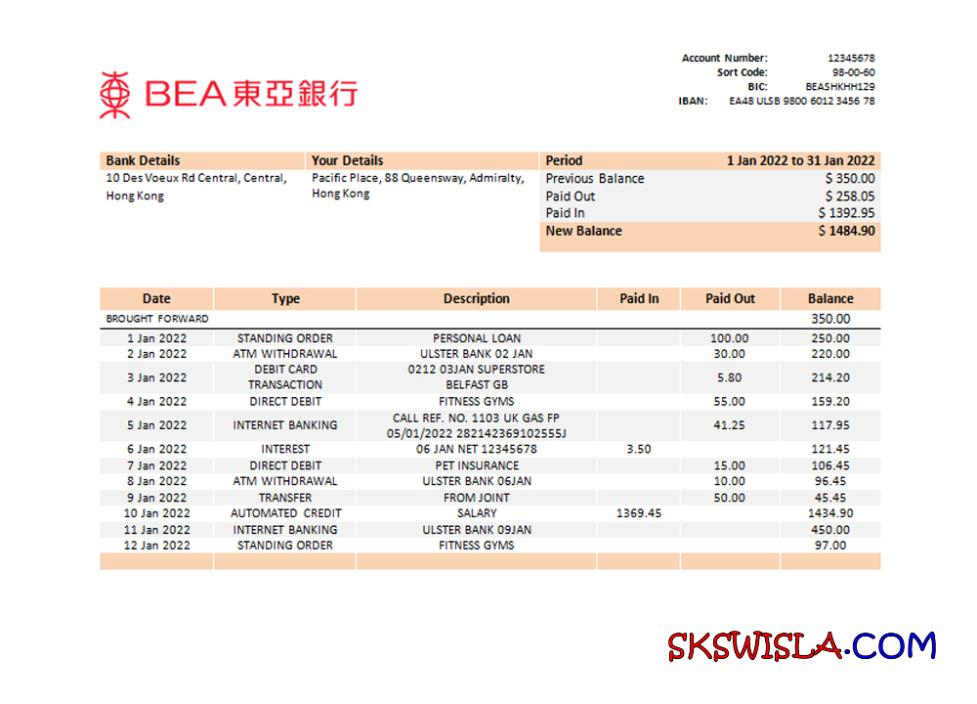 Account Number: 12345678
Sort Code: 98-00-60
BIC: BEASHKHH129
IBAN: EA48 ULSB 9800 6012 3456 78
BEA 東亞銀行
Bank Details Your Details Period 1 Jan 2022 to 31 Jan 2022
10 Des Voeux Rd Central, Central, Pacific Place, 88 Queensway, Admiralty, Previous Balance $ 350.00
Hong Kong Hong Kong Paid Out $ 258.05
Paid In $ 1392.95
New Balance $ 1484.90
Date Type Description Paid In Paid Out Balance
BROUGHT FORWARD 350.00
1 Jan 2022 STANDING ORDER PERSONAL LOAN 100.00 250.00
2 Jan 2022 ATM WITHDRAWAL ULSTER BANK 02 JAN 30.00 220.00
3 Jan 2022 DEBIT CARD TRANSACTION 0212 03JAN SUPERSTORE BELFAST GB 5.80 214.20
4 Jan 2022 DIRECT DEBIT FITNESS GYMS 55.00 159.20
5 Jan 2022 INTERNET BANKING CALL REF. NO. 1103 UK GAS FP 05/01/2022 282142369102555J 41.25 117.95
6 Jan 2022 INTEREST 06 JAN NET 12345678 3.50 121.45
7 Jan 2022 DIRECT DEBIT PET INSURANCE 15.00 106.45
8 Jan 2022 ATM WITHDRAWAL ULSTER BANK 06JAN 10.00 96.45
9 Jan 2022 TRANSFER FROM JOINT 50.00 45.45
10 Jan 2022 AUTOMATED CREDIT SALARY 1369.45 1434.90
11 Jan 2022 INTERNET BANKING ULSTER BANK 09JAN 450.00
12 Jan 2022 STANDING ORDER FITNESS GYMS 97.00
SKSWISLA.COM